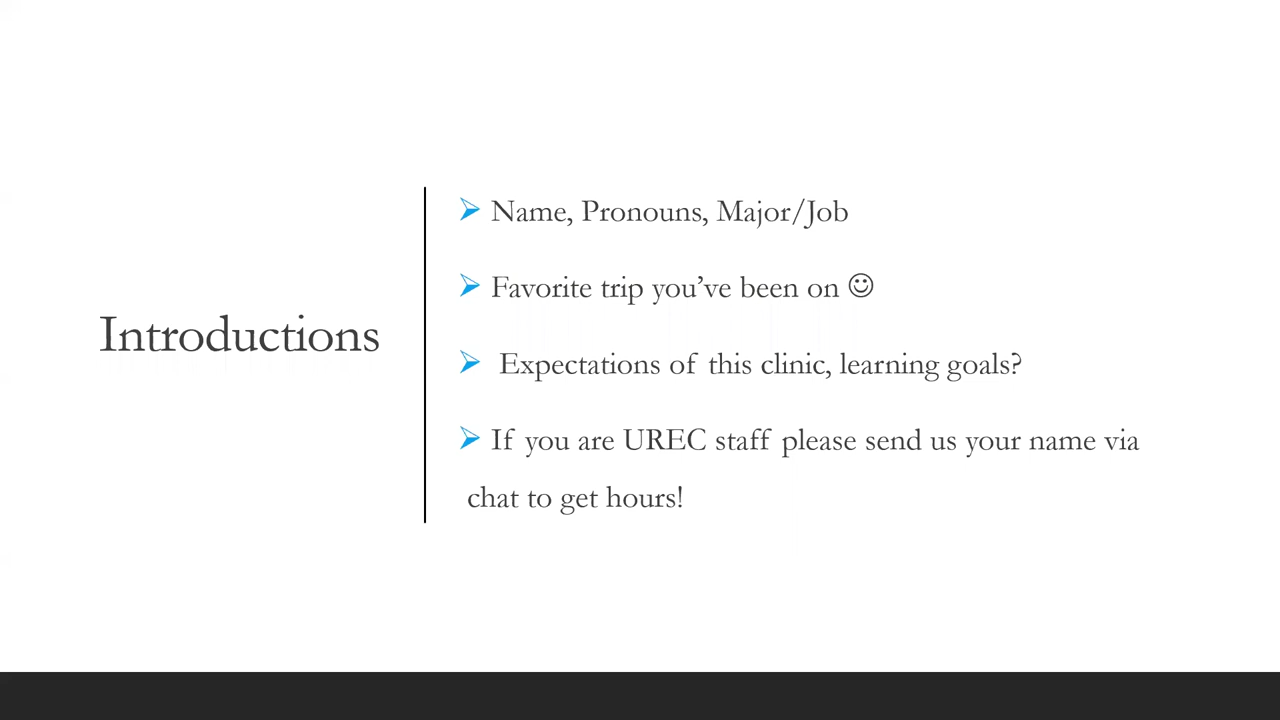 Introductions
Name, Pronouns, Major/Job
Favorite trip you’ve been on ☺
Expectations of this clinic, learning goals?
If you are UREC staff please send us your name via
chat to get hours!